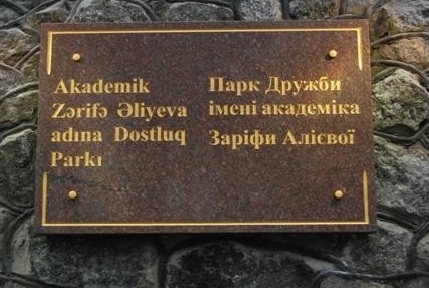 Akademik
Zərifə Əliyeva
adına Dostluq
Parkı
Парк Дружби
імені академіка
Заріфи Алієвої